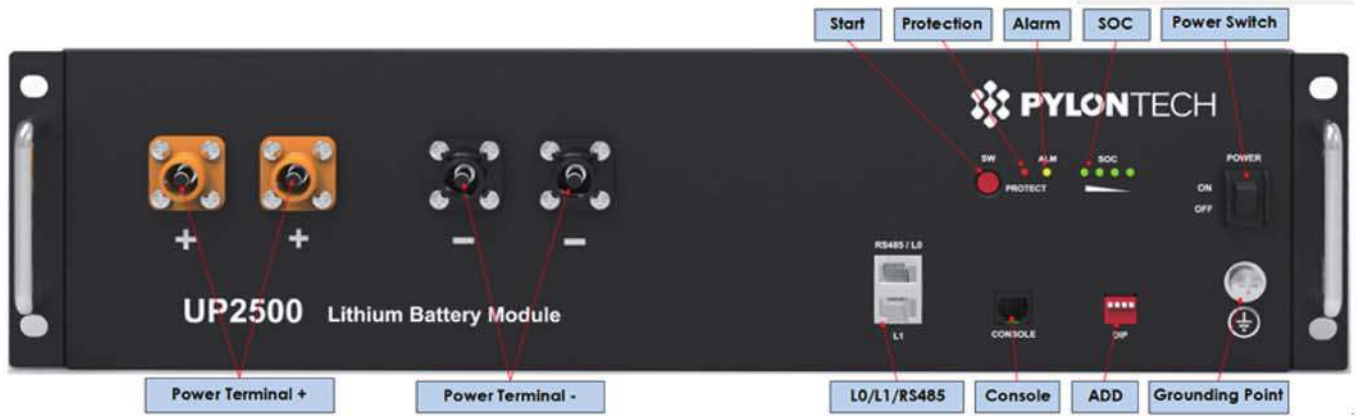 Start
Protection
Alarm
SOC
Power Switch
PYLONTECH
SW
ALM
SOC
POWER
PROTECT
ON
OFF
+
+
-
-
RS485 / L0
UP2500 Lithium Battery Module
L1
CONSOLE
DIP
Power Terminal +
Power Terminal -
L0/L1/RS485
Console
ADD
Grounding Point